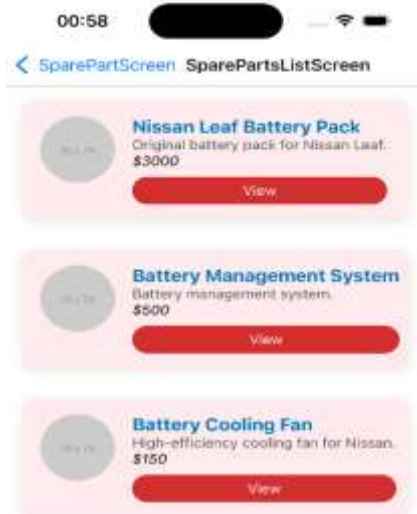 00:58
SparePartScreen SparePartsListScreen
Nissan Leaf Battery Pack
Original battery pack for Nissan Leaf.
$3000
View
Battery Management System
Battery management system.
$500
View
Battery Cooling Fan
High-efficiency cooling fan for Nissan.
$150
View